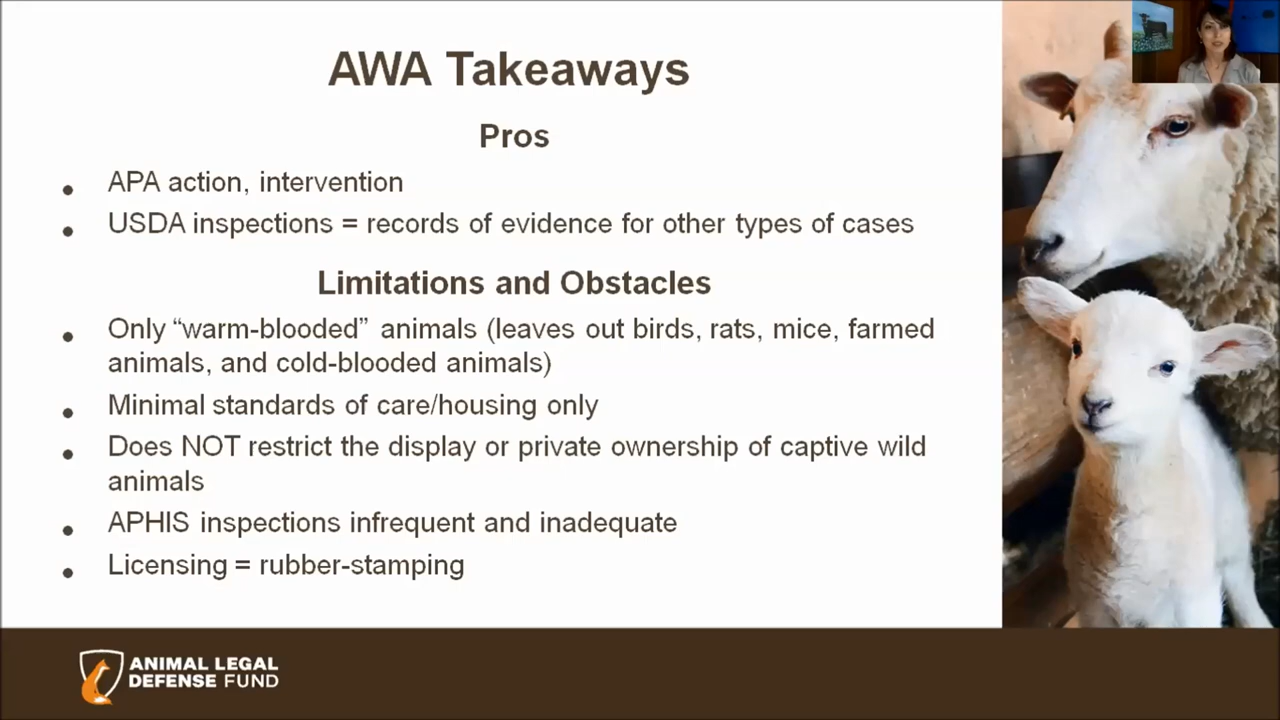 AWA Takeaways
Pros
• APA action, intervention
• USDA inspections = records of evidence for other types of cases
Limitations and Obstacles
• Only “warm-blooded” animals (leaves out birds, rats, mice, farmed
animals, and cold-blooded animals)
• Minimal standards of care/housing only
• Does NOT restrict the display or private ownership of captive wild
animals
• APHIS inspections infrequent and inadequate
• Licensing = rubber-stamping
ANIMAL LEGAL
DEFENSE FUND